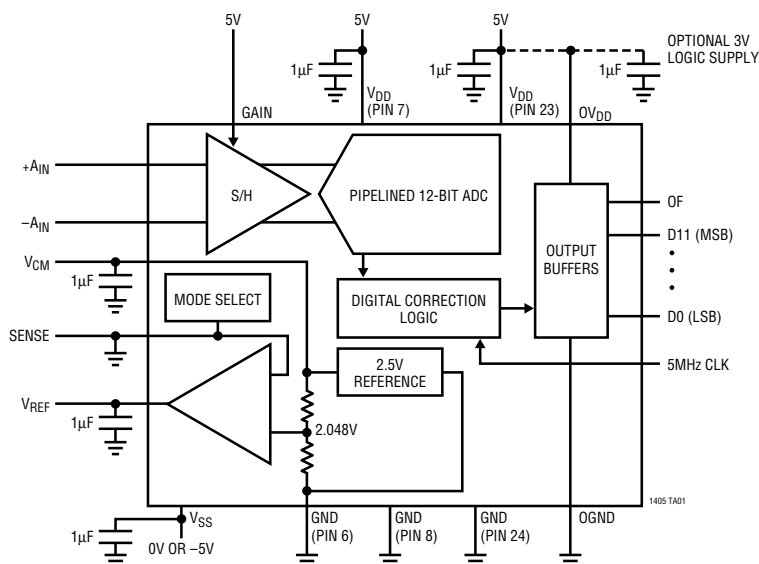 5V
5V
5V
OPTIONAL 3V
LOGIC SUPPLY
1µF
1µF
1µF
GAIN
VDD
(PIN 7)
VDD
(PIN 23)
OVDD
+AIN
–AIN
S/H
PIPELINED 12-BIT ADC
OUTPUT
BUFFERS
OF
D11 (MSB)
D0 (LSB)
VCM
1µF
MODE SELECT
DIGITAL CORRECTION
LOGIC
SENSE
2.5V
REFERENCE
5MHz CLK
VREF
1µF
2.048V
1405 TA01
VSS
1µF
0V OR –5V
GND
(PIN 6)
GND
(PIN 8)
GND
(PIN 24)
OGND